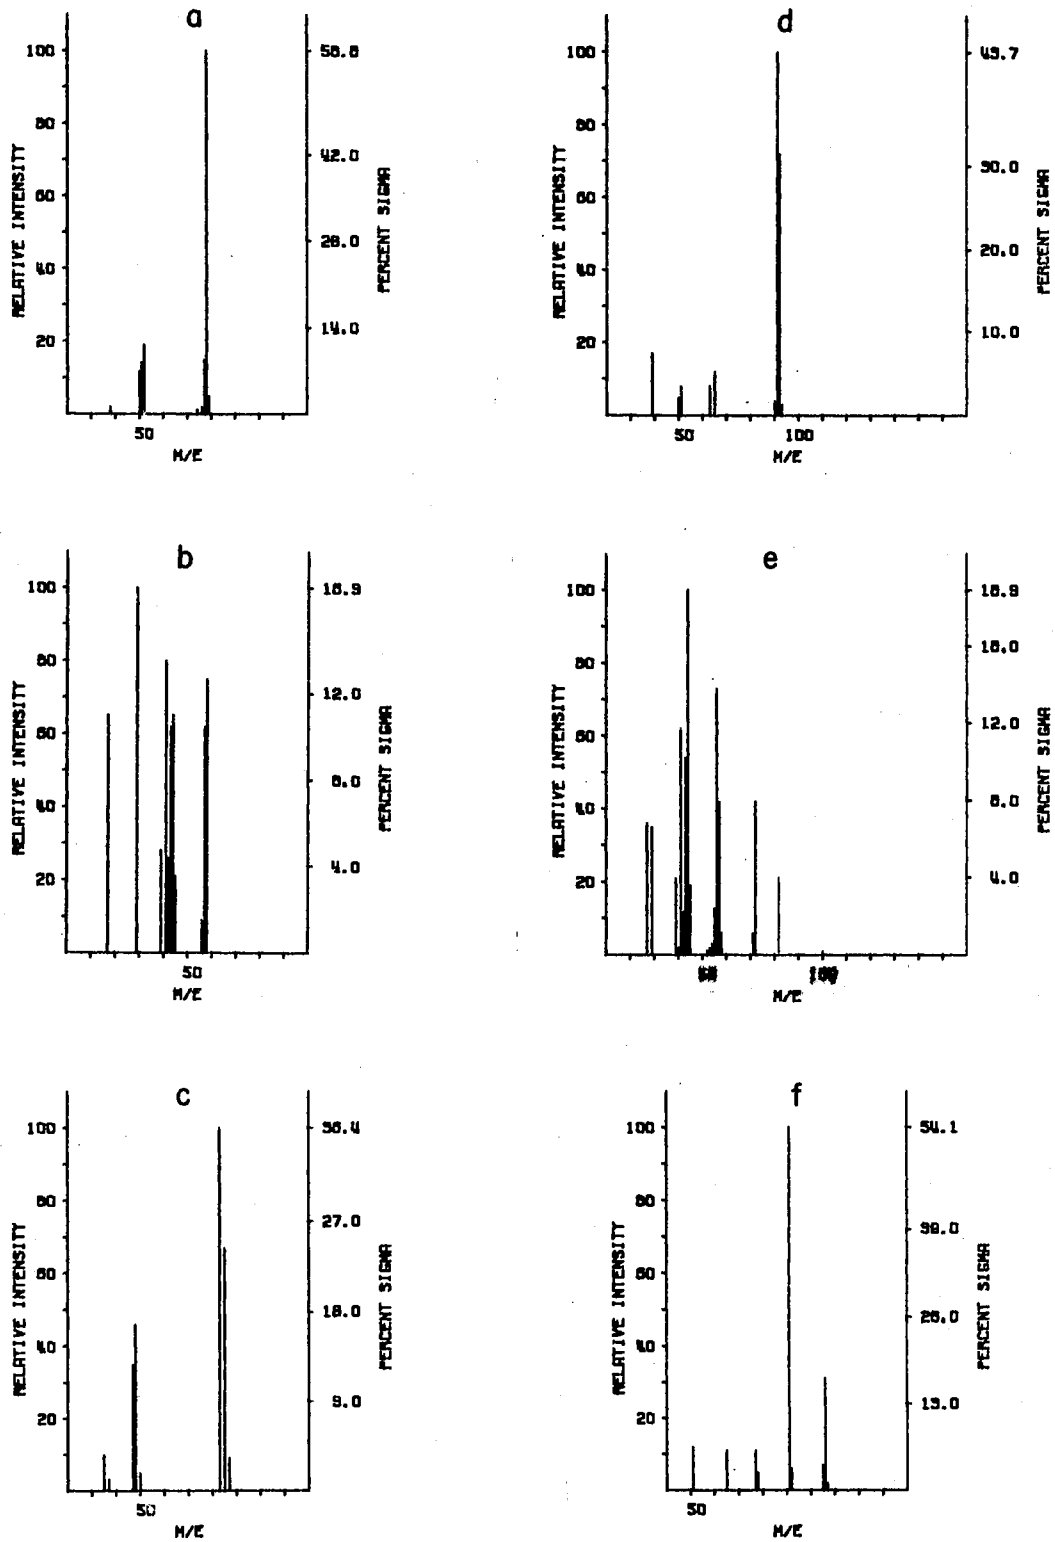 a
100
80
60
40
20
RELATIVE INTENSITY
58.8
42.0
28.0
14.0
PERCENT SIGMA
50
M/E
d
100
80
60
40
20
RELATIVE INTENSITY
43.7
30.0
20.0
10.0
PERCENT SIGMA
50 100
M/E
b
100
80
60
40
20
RELATIVE INTENSITY
16.9
12.0
8.0
4.0
PERCENT SIGMA
50
M/E
e
100
80
60
40
20
RELATIVE INTENSITY
18.9
16.0
12.0
8.0
4.0
PERCENT SIGMA
50 100
M/E
c
100
80
60
40
20
RELATIVE INTENSITY
36.4
27.0
18.0
9.0
PERCENT SIGMA
50
M/E
f
100
80
60
40
20
RELATIVE INTENSITY
54.1
39.0
26.0
13.0
PERCENT SIGMA
50
M/E